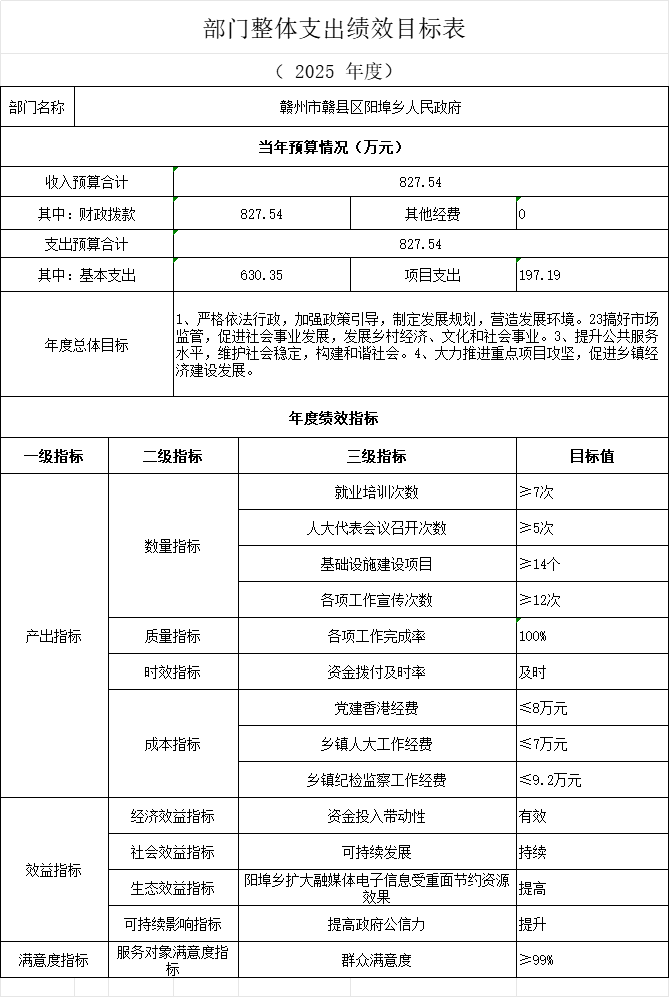 部门整体支出绩效目标表
（ 2025 年度）
部门名称 赣州市赣县区阳埠乡人民政府
当年预算情况（万元）
收入预算合计 827.54
其中：财政拨款 827.54 其他经费 0
支出预算合计 827.54
其中：基本支出 630.35 项目支出 197.19
年度总体目标
1、严格依法行政，加强政策引导，制定发展规划，营造发展环境。23搞好市场
监管，促进社会事业发展，发展乡村经济、文化和社会事业。3、提升公共服务
水平，维护社会稳定，构建和谐社会。4、大力推进重点项目攻坚，促进乡镇经
济建设发展。
年度绩效指标
一级指标 二级指标 三级指标 目标值
产出指标
数量指标
就业培训次数 ≥7次
人大代表会议召开次数 ≥5次
基础设施建设项目 ≥14个
各项工作宣传次数 ≥12次
质量指标 各项工作完成率 100%
时效指标 资金拨付及时率 及时
成本指标
党建香港经费 ≤8万元
乡镇人大工作经费 ≤7万元
乡镇纪检监察工作经费 ≤9.2万元
效益指标
经济效益指标 资金投入带动性 有效
社会效益指标 可持续发展 持续
生态效益指标
阳埠乡扩大融媒体电子信息受重面节约资源
效果
提高
可持续影响指标 提高政府公信力 提升
满意度指标
服务对象满意度指
标
群众满意度 ≥99%